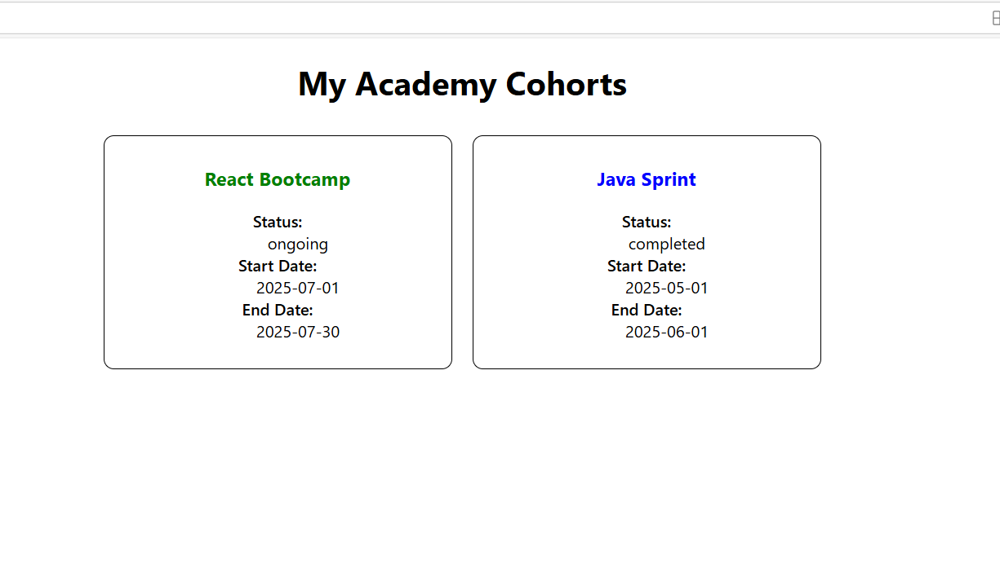 My Academy Cohorts
React Bootcamp
Status:
ongoing
Start Date:
2025-07-01
End Date:
2025-07-30
Java Sprint
Status:
completed
Start Date:
2025-05-01
End Date:
2025-06-01